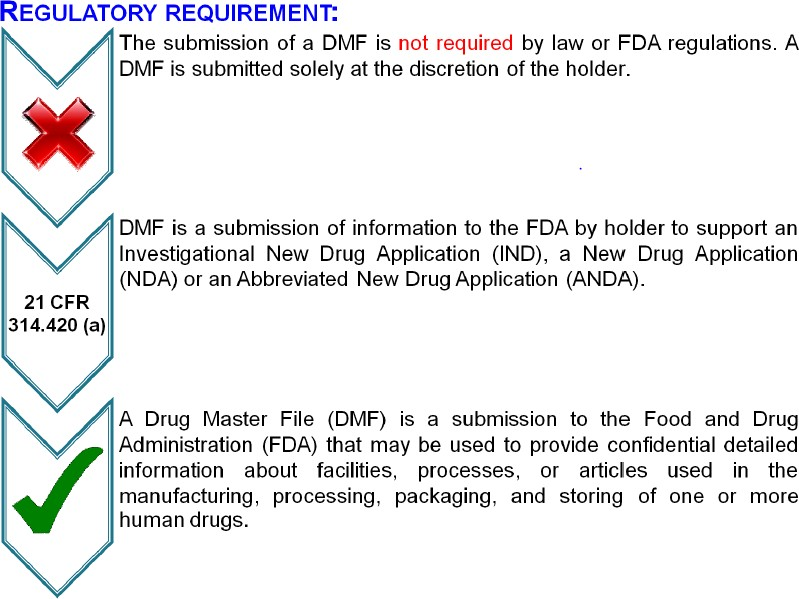 REGULATORY REQUIREMENT:
The submission of a DMF is not required by law or FDA regulations. A
DMF is submitted solely at the discretion of the holder.
DMF is a submission of information to the FDA by holder to support an
Investigational New Drug Application (IND), a New Drug Application
(NDA) or an Abbreviated New Drug Application (ANDA).
21 CFR
314.420 (a)
A Drug Master File (DMF) is a submission to the Food and Drug
Administration (FDA) that may be used to provide confidential detailed
information about facilities, processes, or articles used in the
manufacturing, processing, packaging, and storing of one or more
human drugs.